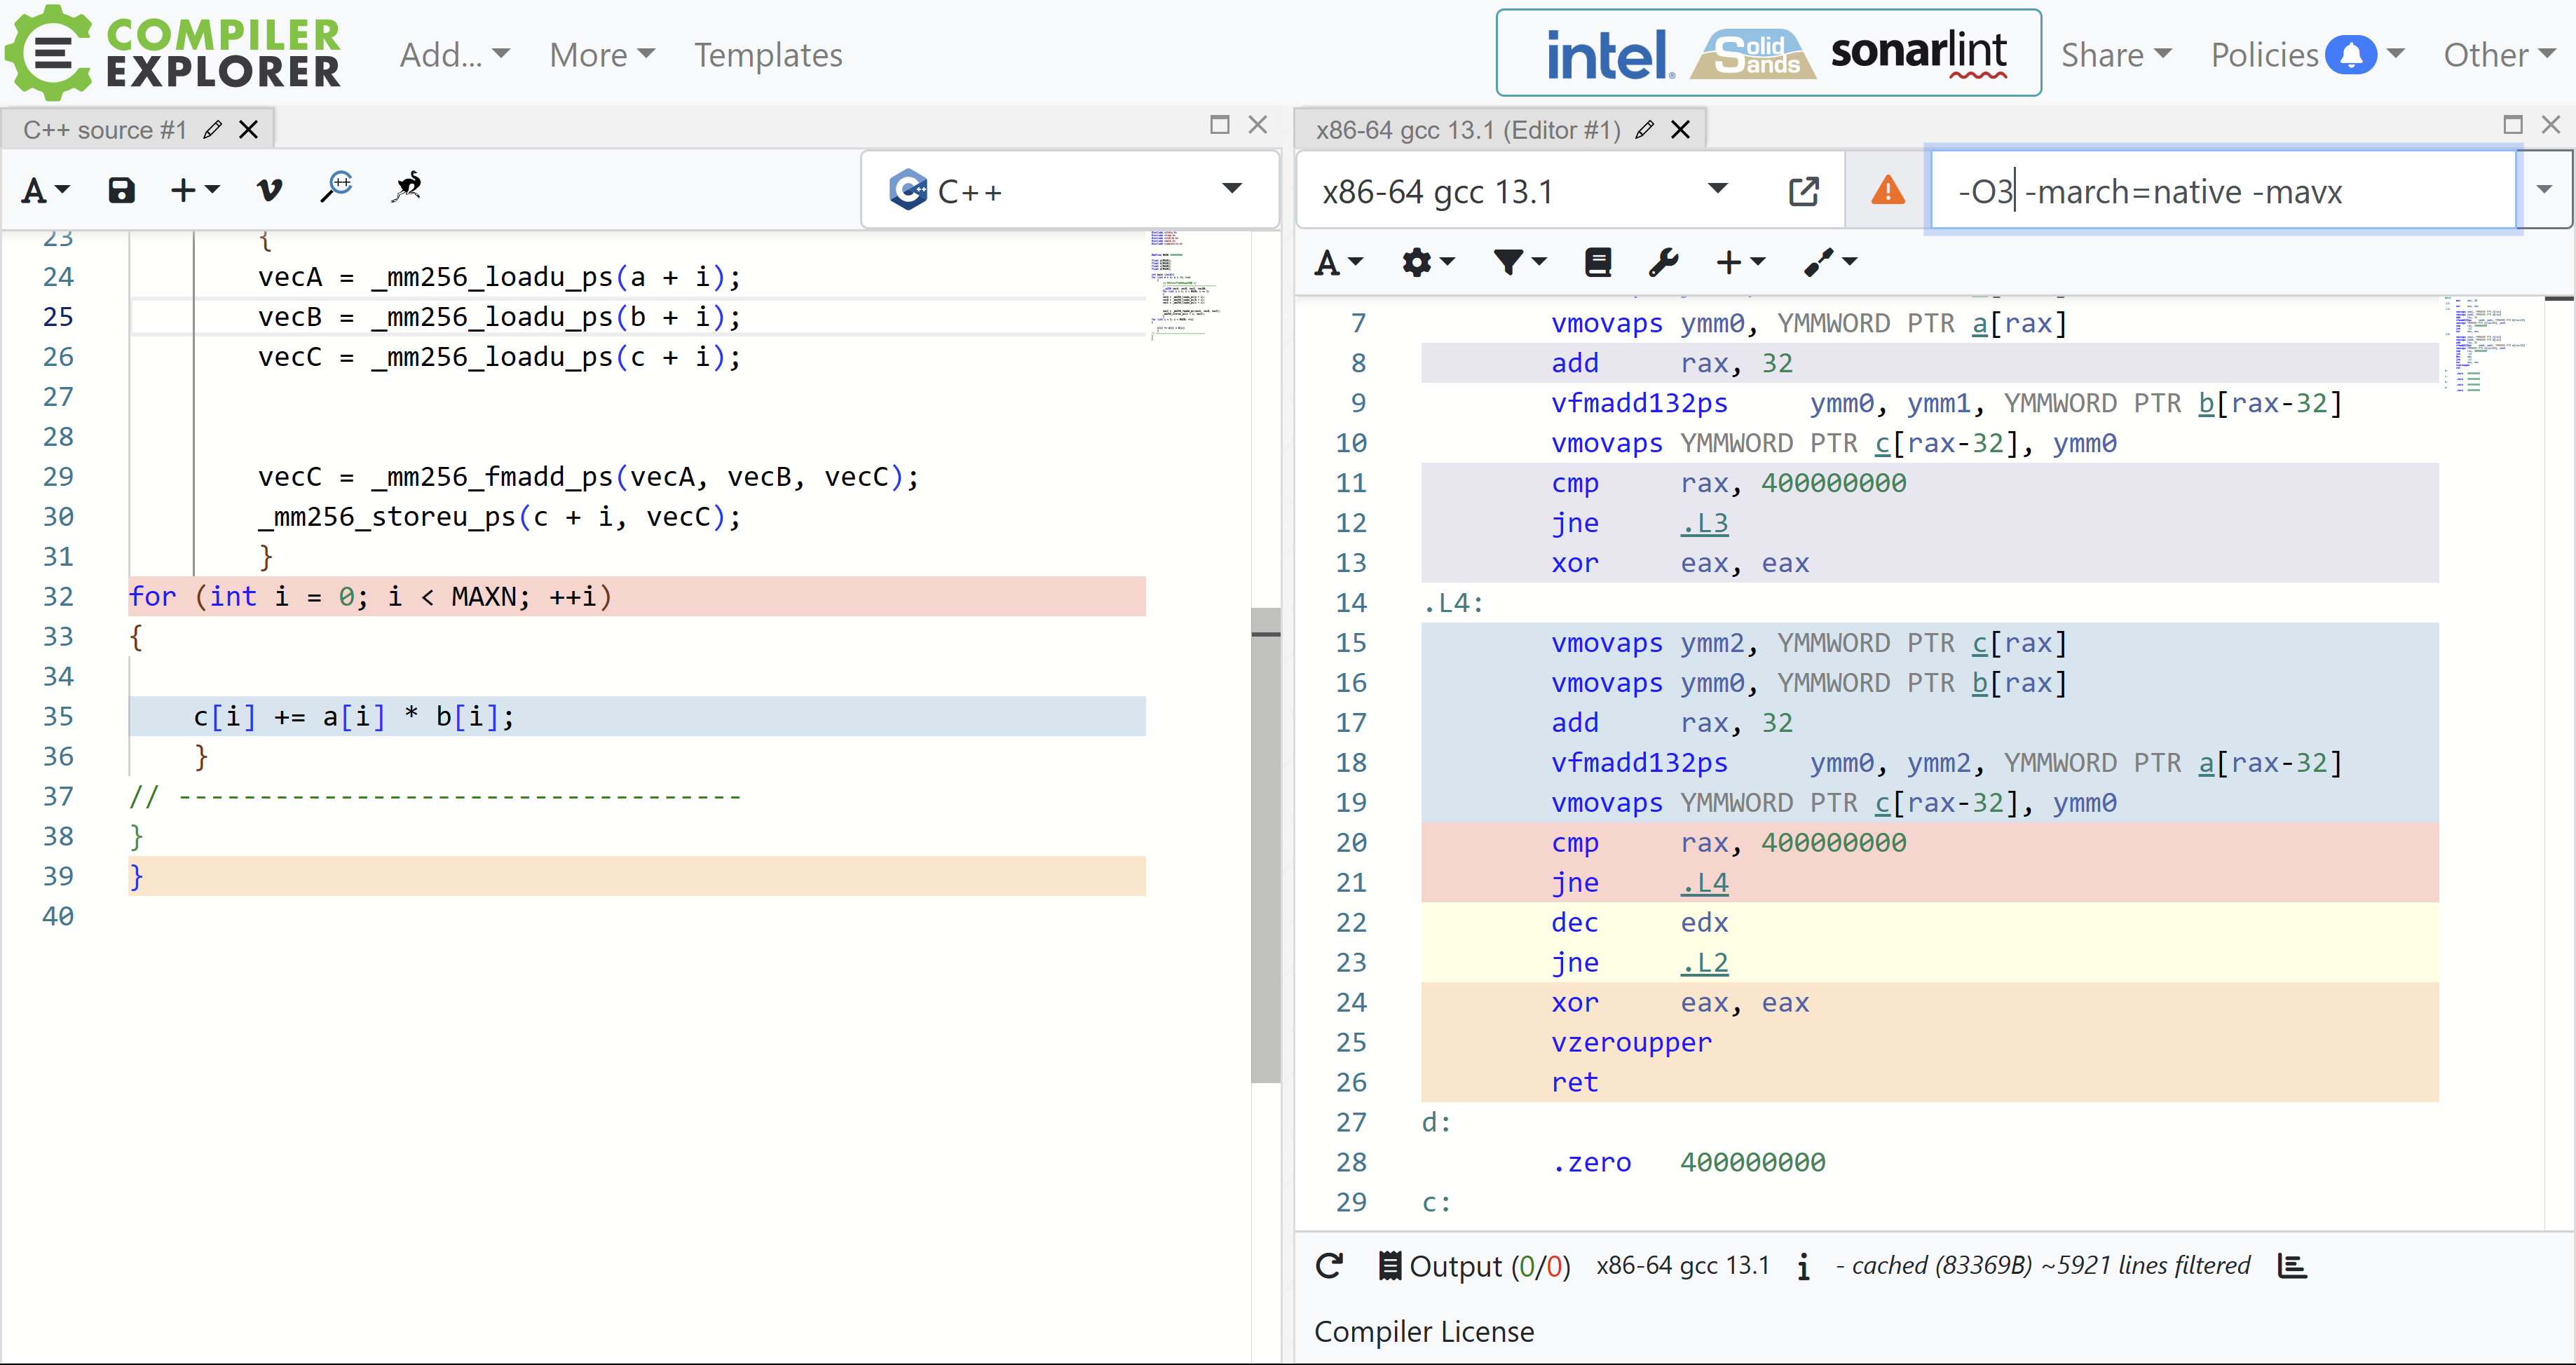 COMPILER EXPLORER Add... More Templates intel. Solid Sands sonarlint Share Policies Other
C++ source #1
C++
23 {
24 vecA = _mm256_loadu_ps(a + i);
25 vecB = _mm256_loadu_ps(b + i);
26 vecC = _mm256_loadu_ps(c + i);
27
28
29 vecC = _mm256_fmadd_ps(vecA, vecB, vecC);
30 _mm256_storeu_ps(c + i, vecC);
31 }
32 for (int i = 0; i < MAXN; ++i)
33 {
34
35 c[i] += a[i] * b[i];
36 }
37 // -----------------------------------
38 }
39 }
40
x86-64 gcc 13.1 (Editor #1)
x86-64 gcc 13.1 -O3 -march=native -mavx
7 vmovaps ymm0, YMMWORD PTR a[rax]
8 add rax, 32
9 vfmadd132ps ymm0, ymm1, YMMWORD PTR b[rax-32]
10 vmovaps YMMWORD PTR c[rax-32], ymm0
11 cmp rax, 400000000
12 jne .L3
13 xor eax, eax
14 .L4:
15 vmovaps ymm2, YMMWORD PTR c[rax]
16 vmovaps ymm0, YMMWORD PTR b[rax]
17 add rax, 32
18 vfmadd132ps ymm0, ymm2, YMMWORD PTR a[rax-32]
19 vmovaps YMMWORD PTR c[rax-32], ymm0
20 cmp rax, 400000000
21 jne .L4
22 dec edx
23 jne .L2
24 xor eax, eax
25 vzeroupper
26 ret
27 d:
28 .zero 400000000
29 c:
Output (0/0) x86-64 gcc 13.1 i - cached (83369B) ~5921 lines filtered
Compiler License